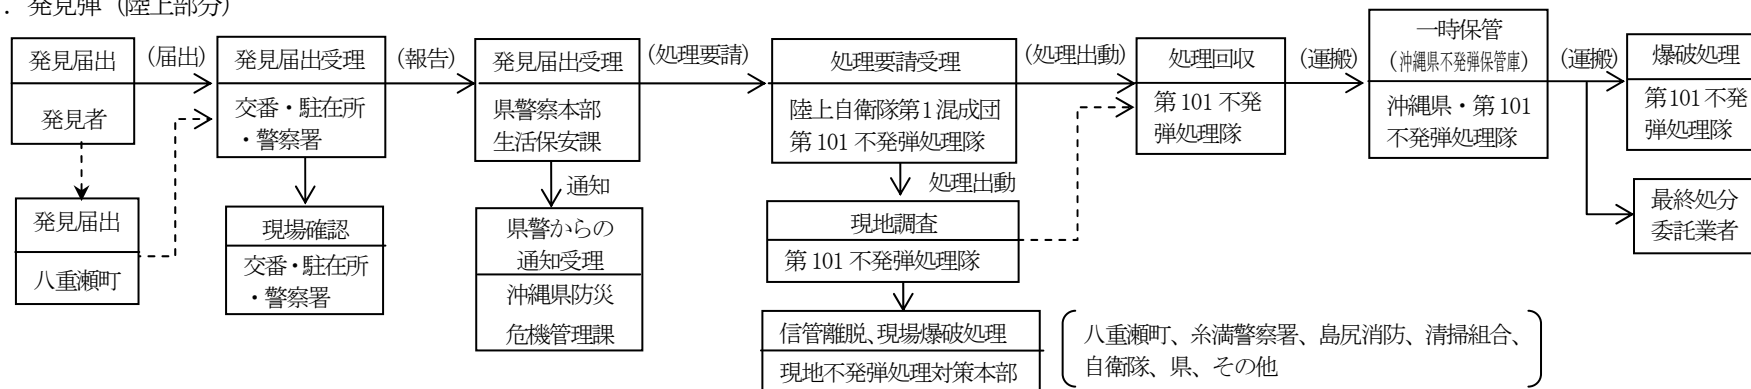 ．発見弾（陸上部分）
発見届出
発見者
（届出）
発見届出受理
交番・駐在所
・警察署
（報告）
発見届出受理
県警察本部
生活保安課
（処理要請）
処理要請受理
陸上自衛隊第1混成団
第101不発弾処理隊
（処理出動）
処理回収
第101不発
弾処理隊
（運搬）
一時保管
（沖縄県不発弾保管庫）
沖縄県・第101
不発弾処理隊
（運搬）
爆破処理
第101不発
弾処理隊
発見届出
八重瀬町
現場確認
交番・駐在所
・警察署
通知
県警からの
通知受理
沖縄県防災
危機管理課
処理出動
現地調査
第101不発弾処理隊
最終処分
委託業者
信管離脱、現場爆破処理
現地不発弾処理対策本部
八重瀬町、糸満警察署、島尻消防、清掃組合、
自衛隊、県、その他